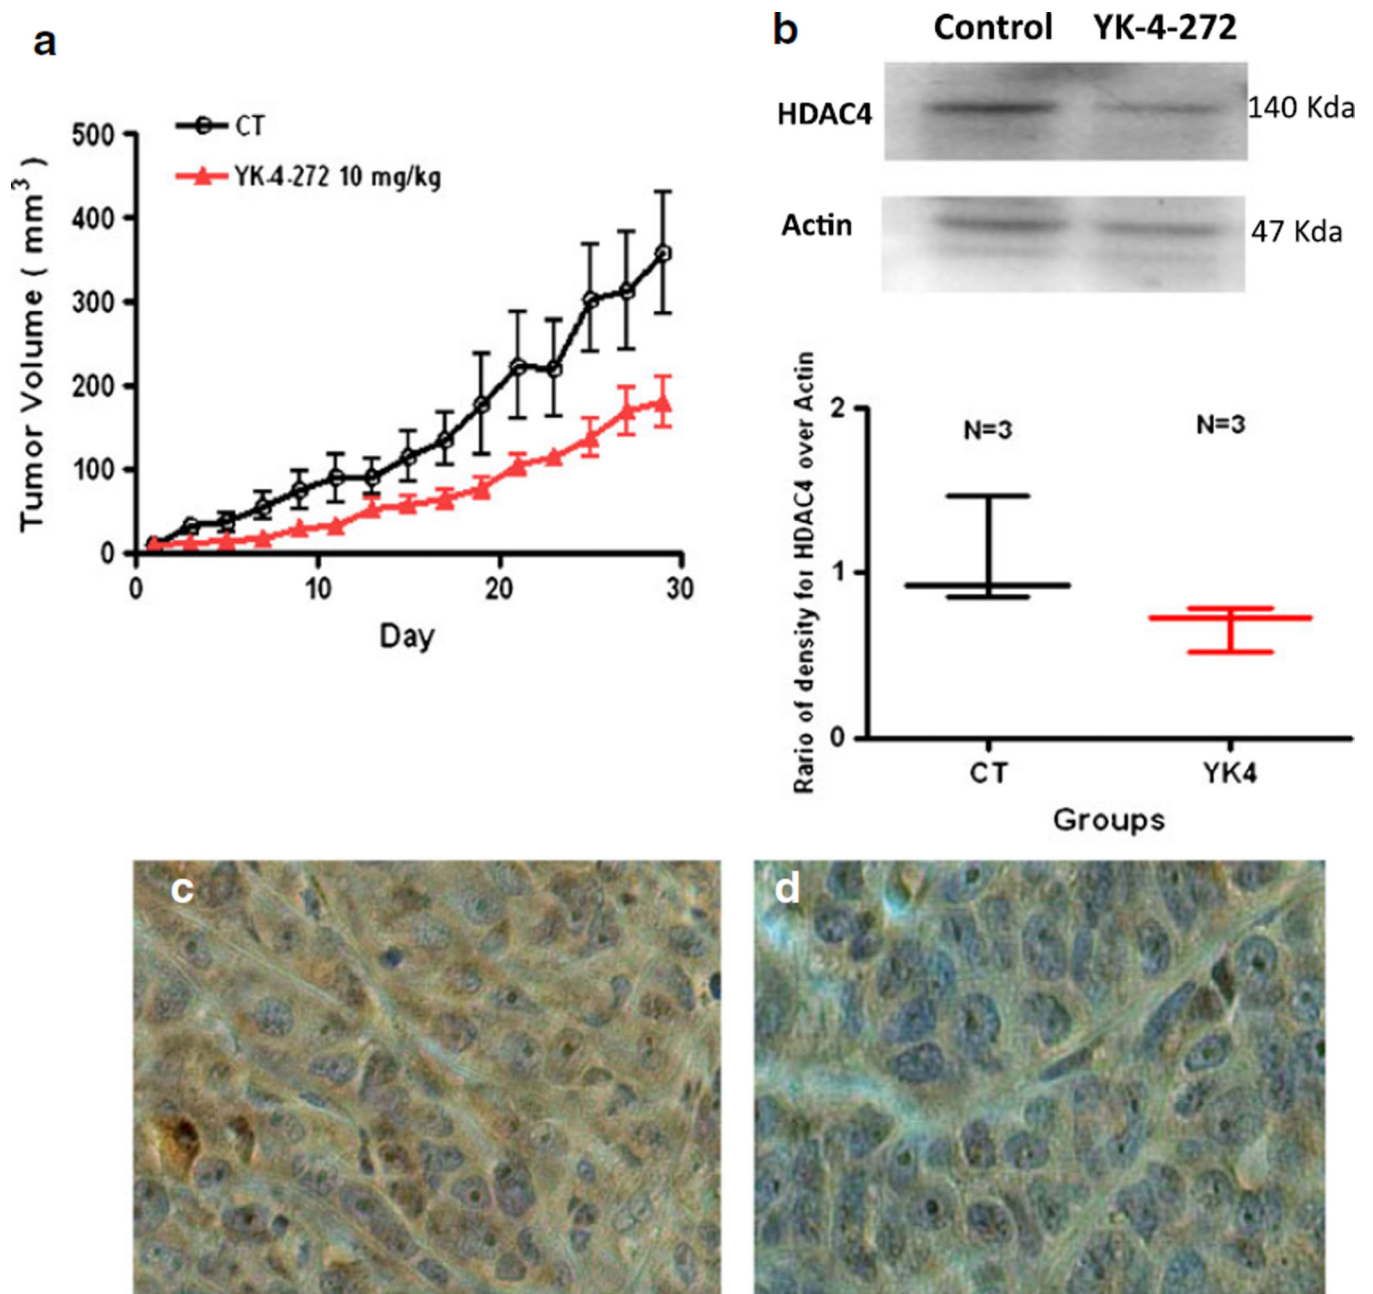 a
CT
YK-4-272 10 mg/kg
500
400
300
200
100
0
0 10 20 30
Tumor Volume ( mm³ )
Day
b
Control YK-4-272
HDAC4 140 Kda
Actin 47 Kda
Rario of density for HDAC4 over Actin
2
1
0
N=3 N=3
CT YK4
Groups
c
d